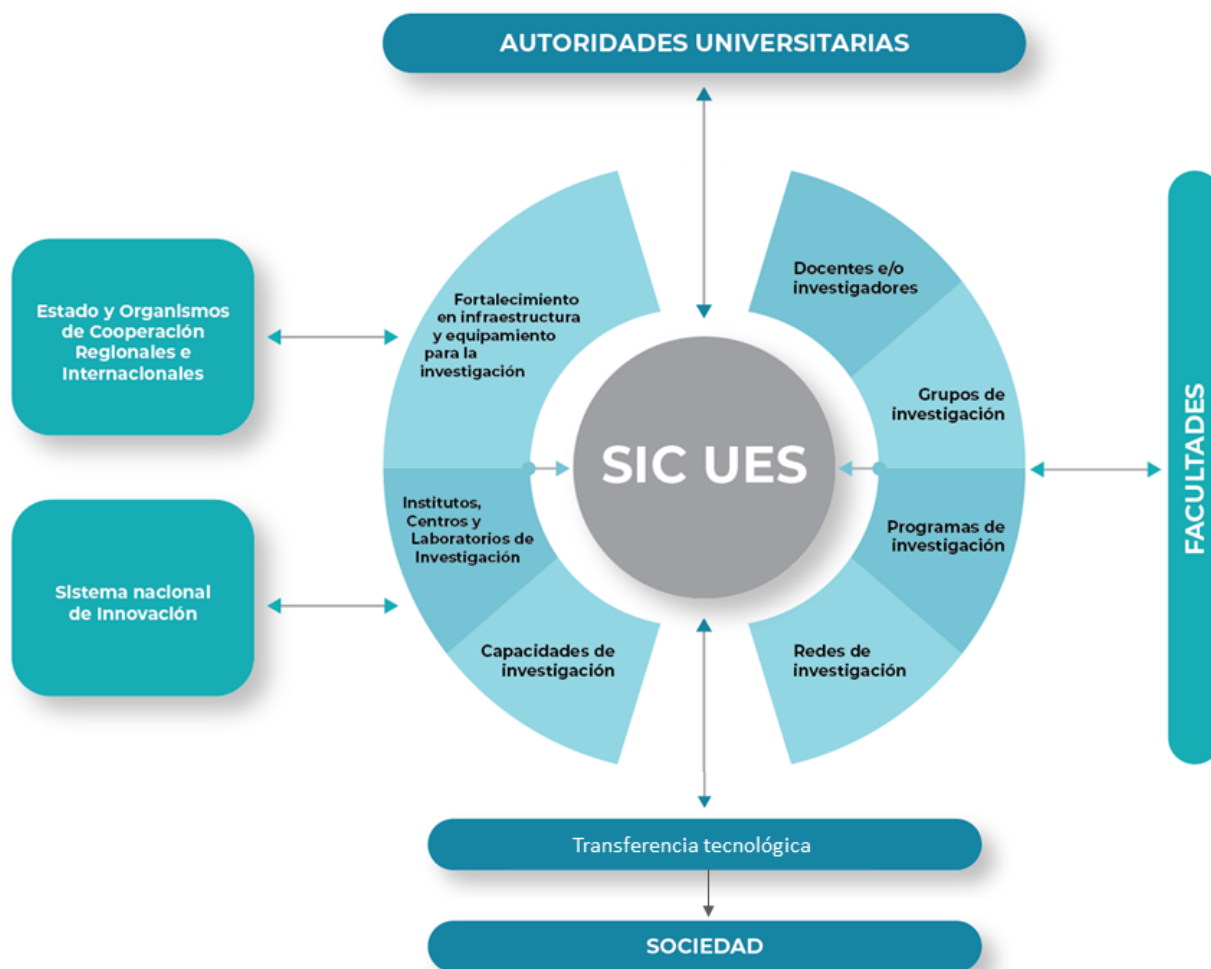 AUTORIDADES UNIVERSITARIAS
Estado y Organismos
de Cooperación
Regionales e
Internacionales
Sistema nacional
de Innovación
Fortalecimiento
en infraestructura
y equipamiento
para la
investigación
Institutos,
Centros y
Laboratorios de
Investigación
Capacidades de
investigación
SIC UES
Docentes e/o
investigadores
Grupos de
investigación
Programas de
investigación
Redes de
investigación
FACULTADES
Transferencia tecnológica
SOCIEDAD